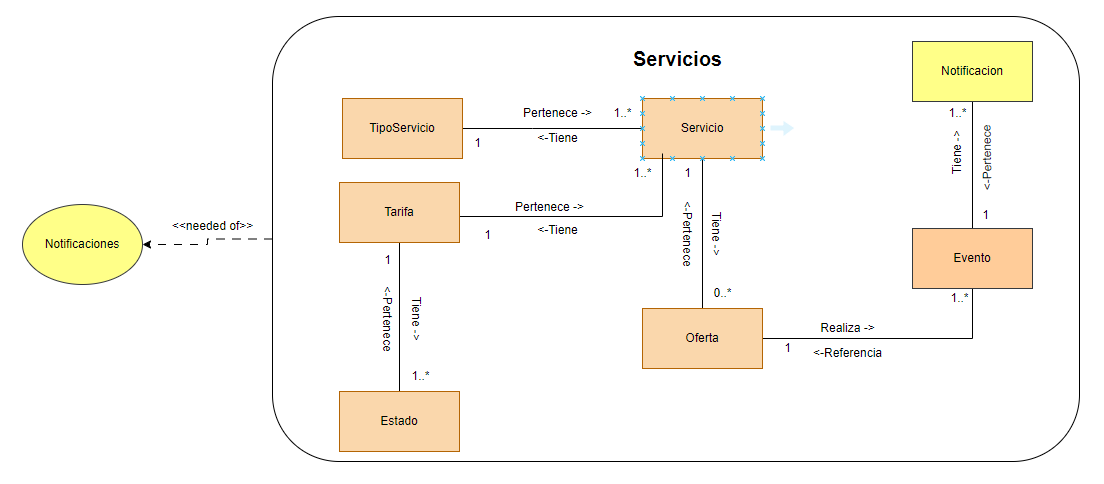 Servicios
Notificacion
TipoServicio
Pertenece ->
1..*
Servicio
1
<-Tiene
1..*
Tiene ->
<-Pertenece
1..*
1
Tarifa
Pertenece ->
1
<-Tiene
<-Pertenece
Tiene ->
1
<<needed of>>
Notificaciones
Evento
1
<-Pertenece
Tiene ->
0..*
1..*
Oferta
Realiza ->
1
<-Referencia
1..*
Estado